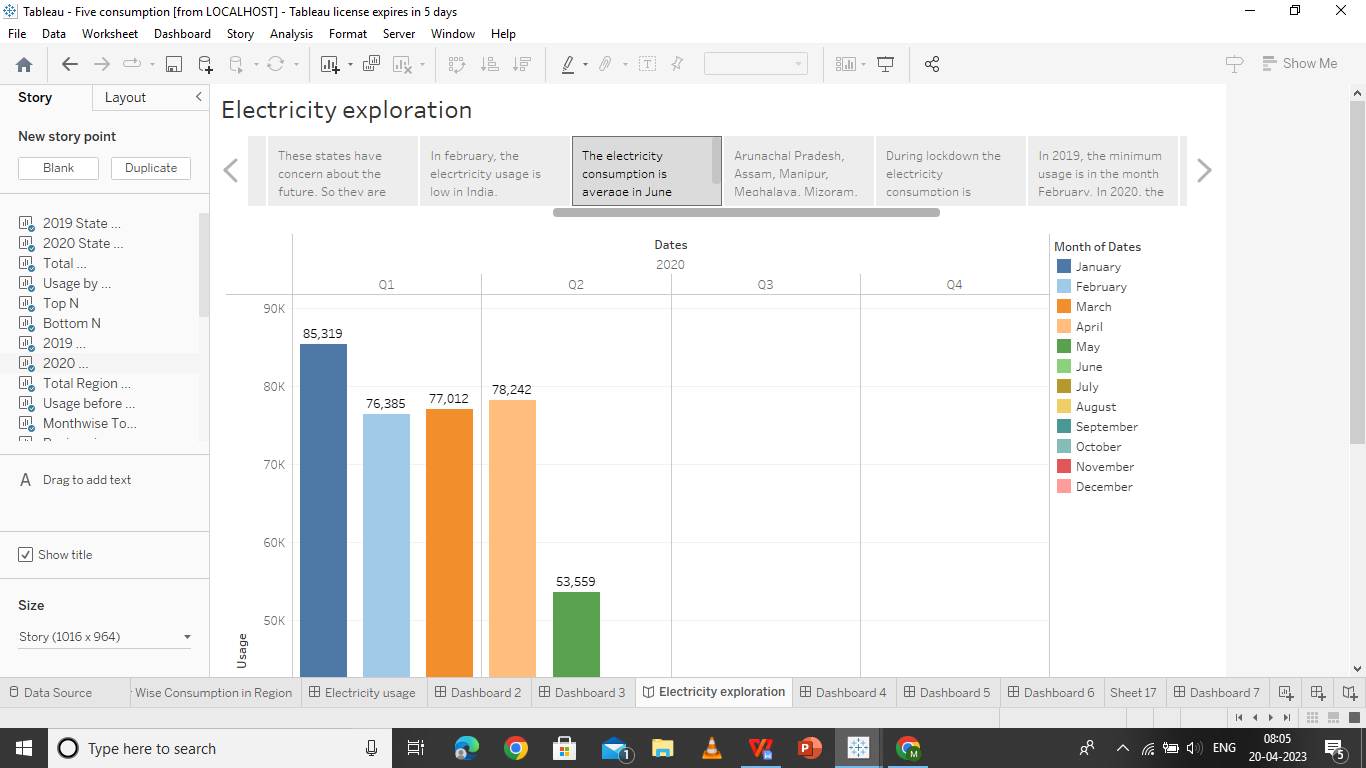 Tableau - Five consumption [from LOCALHOST] - Tableau license expires in 5 days
File Data Worksheet Dashboard Story Analysis Format Server Window Help
Show Me
Story Layout
New story point
Blank Duplicate
2019 State ...
2020 State ...
Total ...
Usage by ...
Top N
Bottom N
2019 ...
2020 ...
Total Region ...
Usage before ...
Monthwise To...
A Drag to add text
Show title
Size
Story (1016 x 964)
Electricity exploration
These states have
concern about the
future. So they are
In february, the
elecrtricity usage is
low in India.
The electricity
consumption is
average in June
Arunachal Pradesh,
Assam, Manipur,
Meghalaya, Mizoram,
During lockdown the
electricity
consumption is
In 2019, the minimum
usage is in the month
February. In 2020, the
Dates
2020
Q1 Q2 Q3 Q4
90K
80K
70K
60K
50K
Usage
85,319
76,385
77,012
78,242
53,559
Month of Dates
January
February
March
April
May
June
July
August
September
October
November
December
Data Source Wise Consumption in Region Electricity usage Dashboard 2 Dashboard 3 Electricity exploration Dashboard 4 Dashboard 5 Dashboard 6 Sheet 17 Dashboard 7
Type here to search
1
W
P
M
ENG
08:05
20-04-2023
5